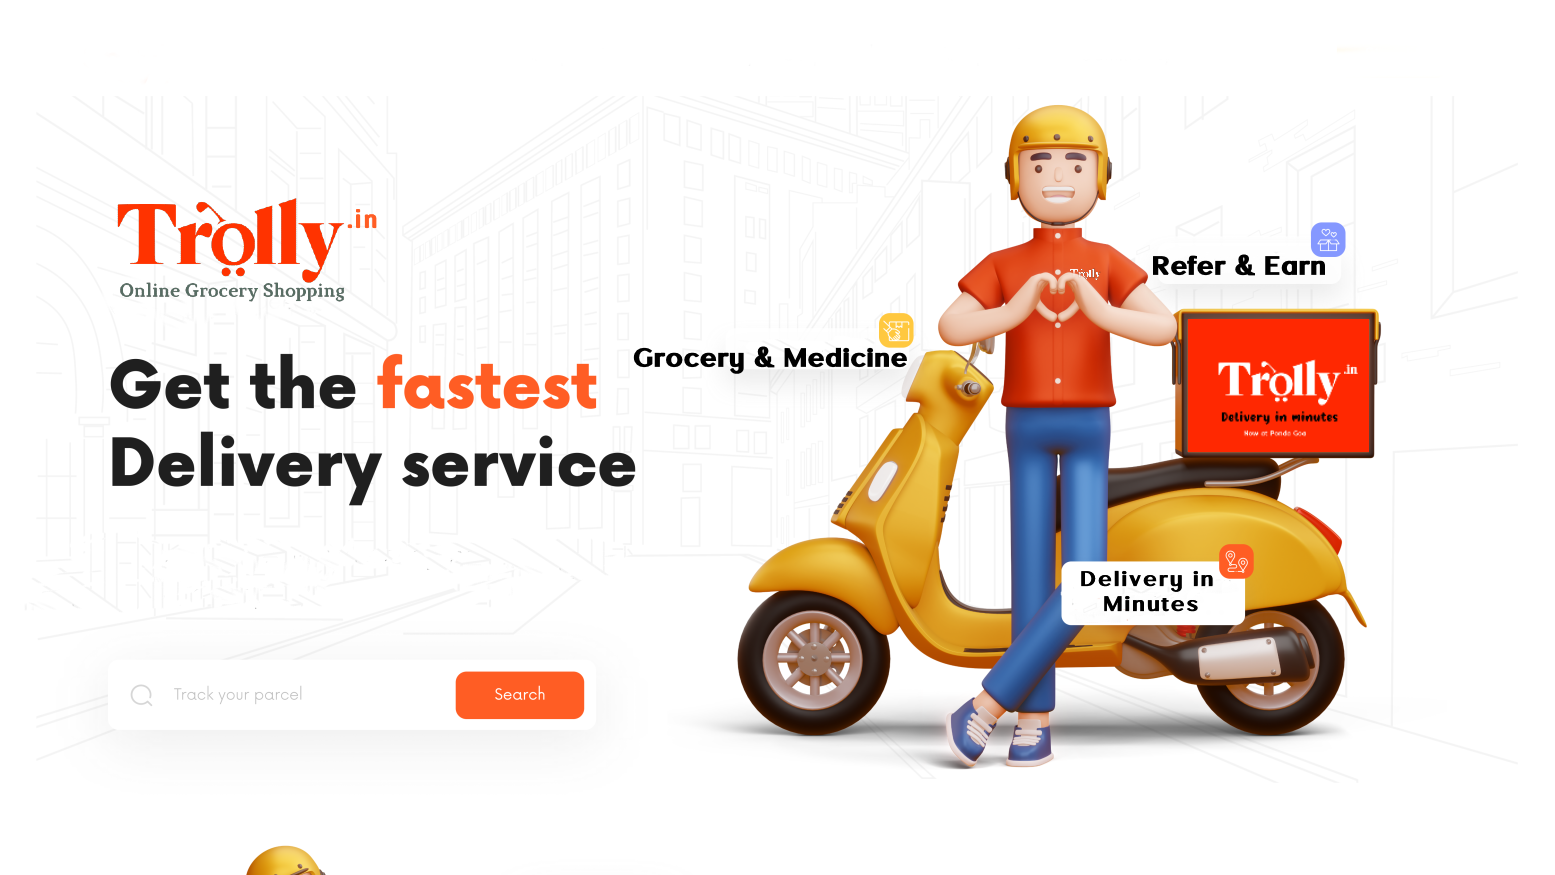 Trolly.in
Online Grocery Shopping
Get the fastest
Delivery service
Track your parcel
Search
Grocery & Medicine
Trolly
Refer & Earn
Trolly.in
Delivery in minutes
Now at Ponda Goa
Delivery in
Minutes